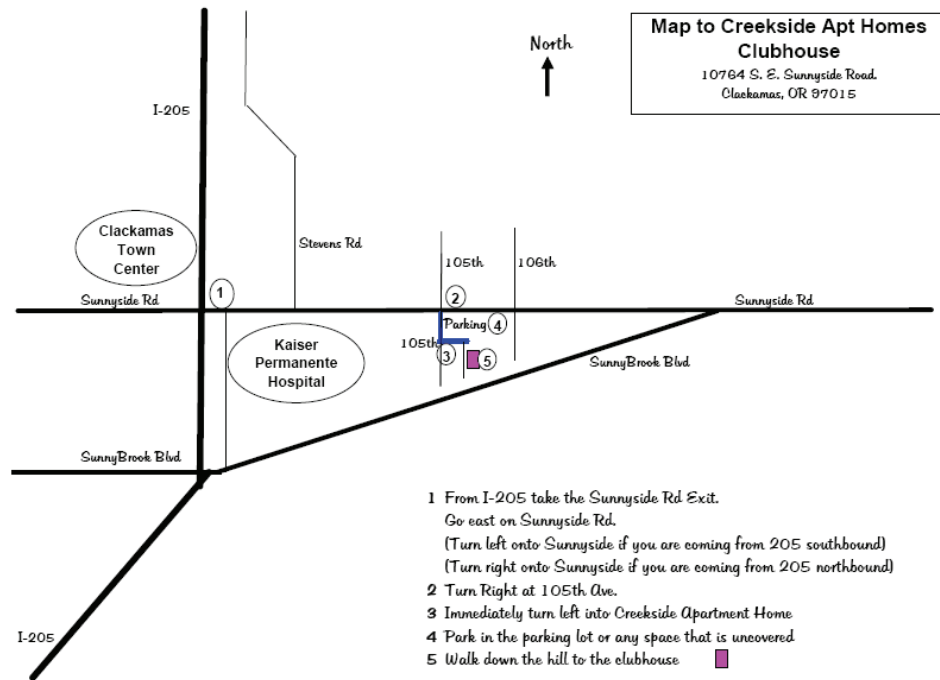 Map to Creekside Apt Homes
Clubhouse
10764 S. E. Sunnyside Road.
Clackamas, OR 97015
North
I-205
Clackamas
Town
Center
Stevens Rd
105th
106th
1
2
Sunnyside Rd
Sunnyside Rd
Parking
4
105th
3
5
Kaiser
Permanente
Hospital
SunnyBrook Blvd
SunnyBrook Blvd
I-205
1 From I-205 take the Sunnyside Rd Exit.
Go east on Sunnyside Rd.
(Turn left onto Sunnyside if you are coming from 205 southbound)
(Turn right onto Sunnyside if you are coming from 205 northbound)
2 Turn Right at 105th Ave.
3 Immediately turn left into Creekside Apartment Home
4 Park in the parking lot or any space that is uncovered
5 Walk down the hill to the clubhouse